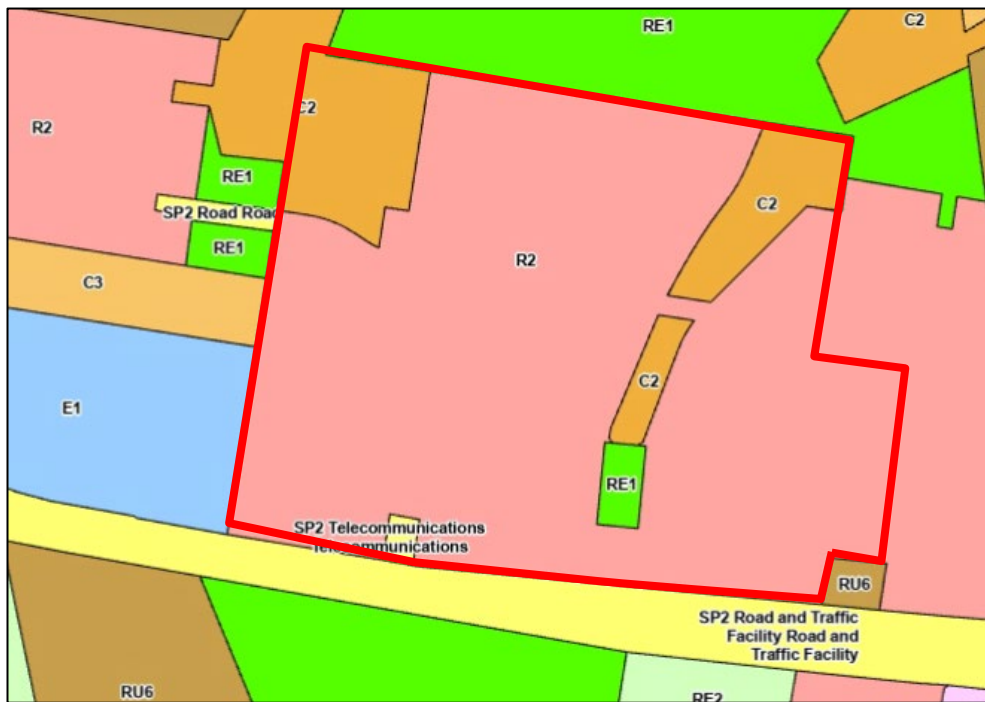 RE1
C2
C2
R2
RE1
C2
SP2 Road Road
RE1
R2
C3
C2
E1
RE1
SP2 Telecommunications
Telecommunications
RU6
SP2 Road and Traffic
Facility Road and
Traffic Facility
RU6
RE2